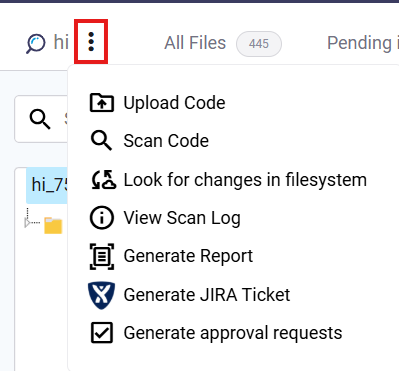 hi
All Files 445 Pending i
Upload Code
Scan Code
Look for changes in filesystem
View Scan Log
Generate Report
Generate JIRA Ticket
Generate approval requests
hi_75